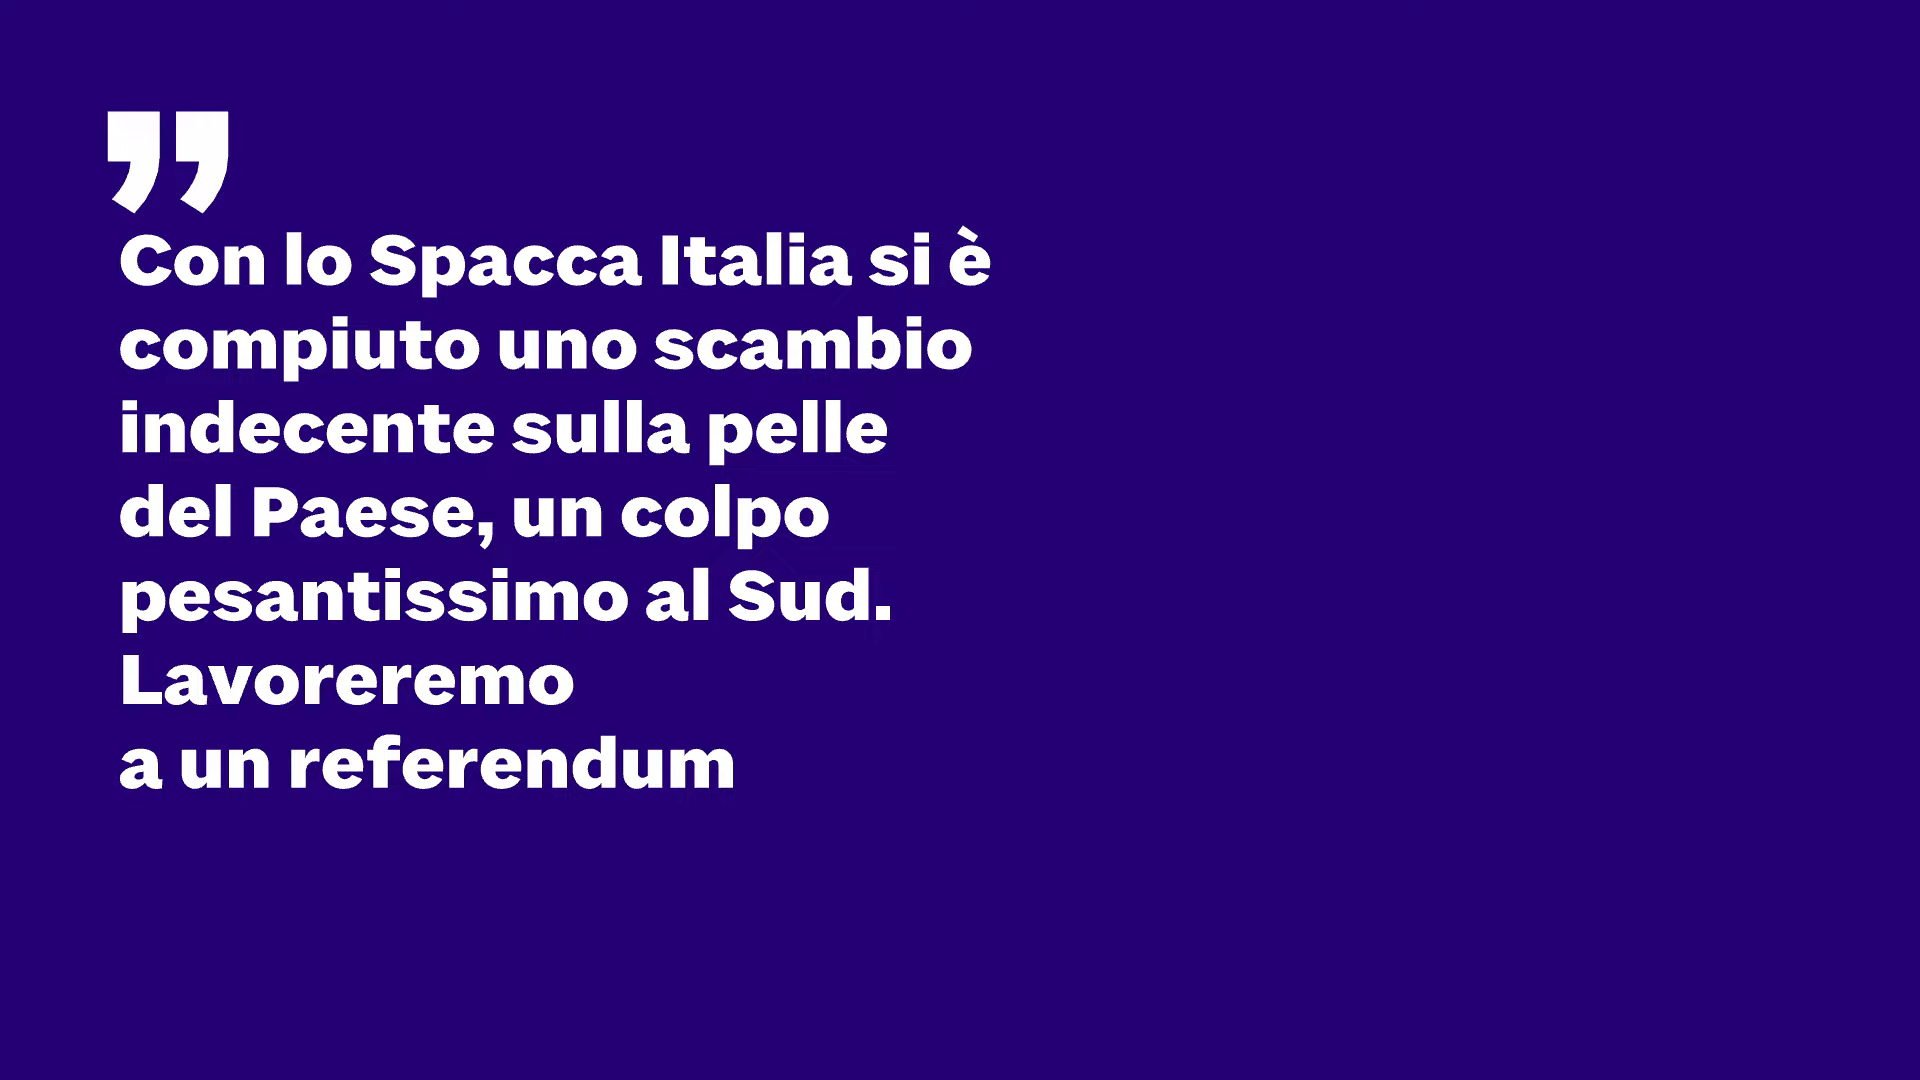 ”
Con lo Spacca Italia si è
compiuto uno scambio
indecente sulla pelle
del Paese, un colpo
pesantissimo al Sud.
Lavoreremo
a un referendum